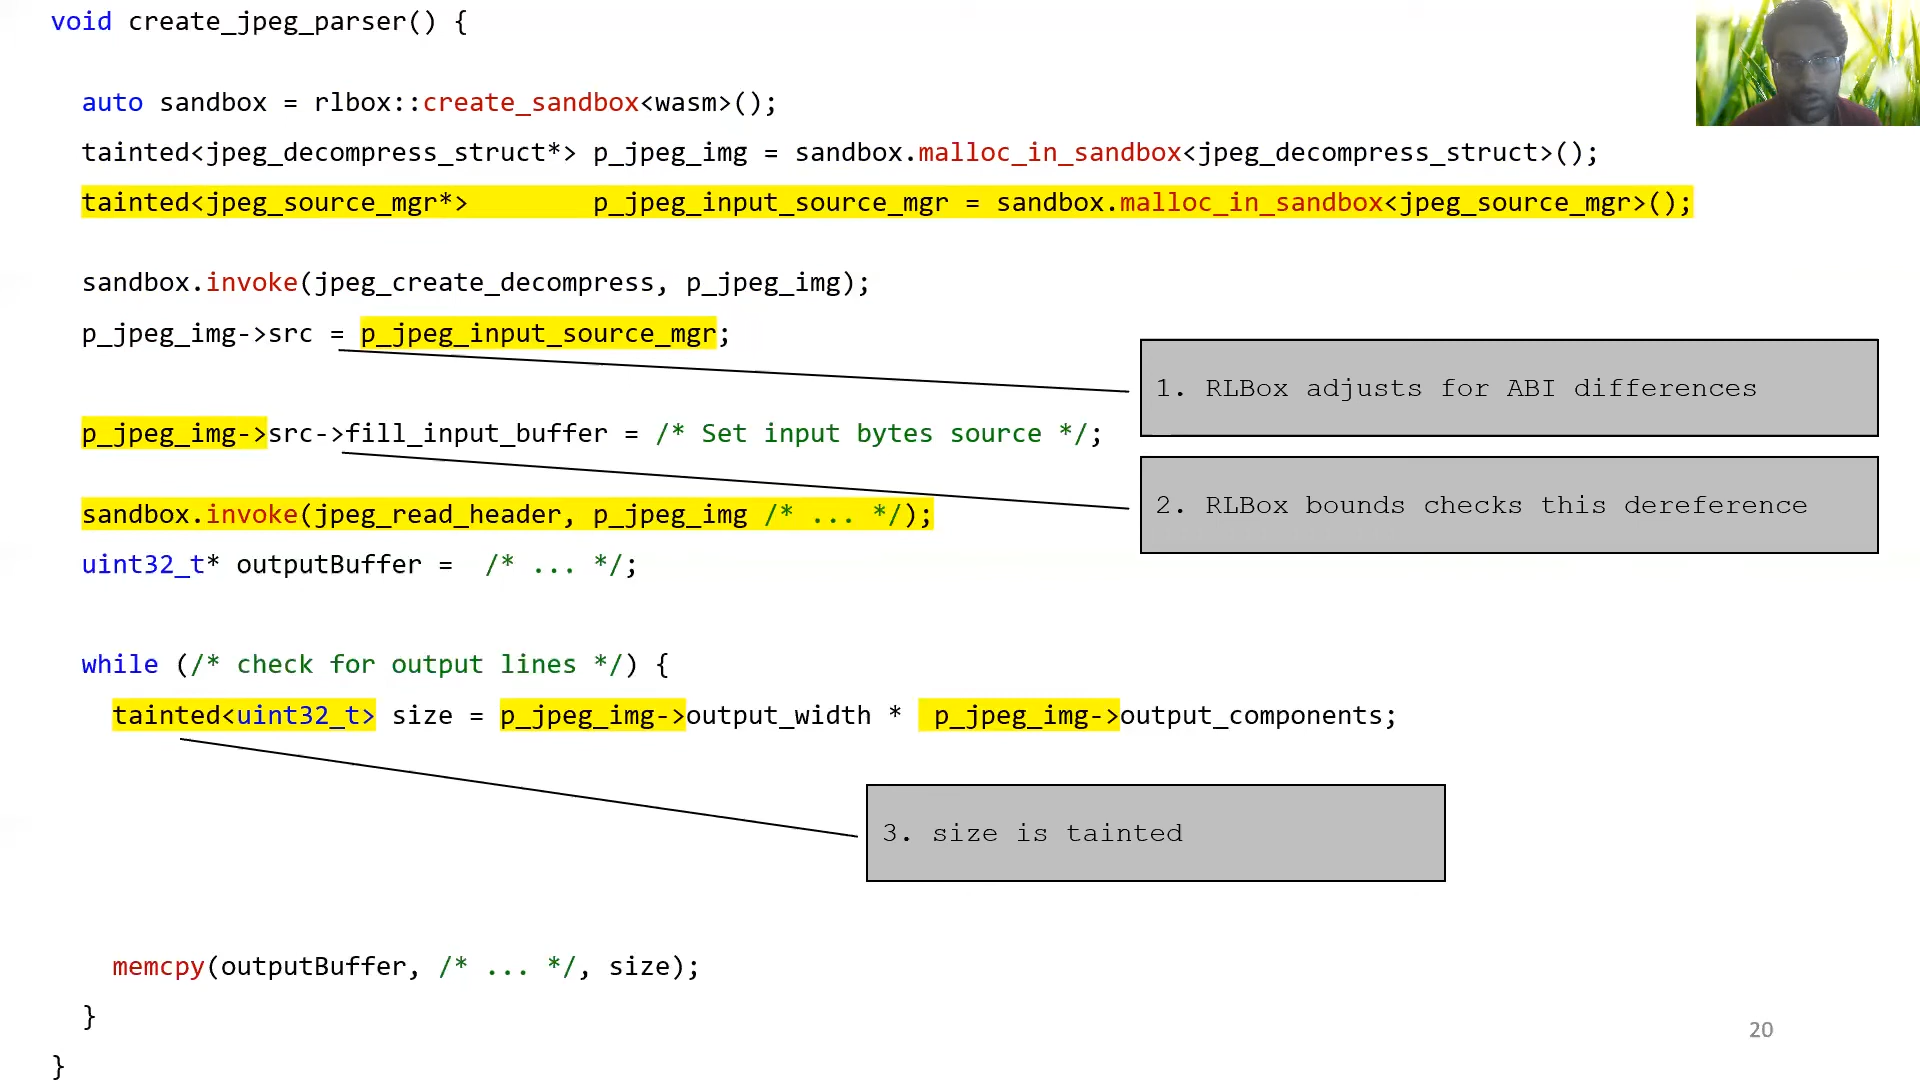 void create_jpeg_parser() {
auto sandbox = rlbox::create_sandbox<wasm>();
tainted<jpeg_decompress_struct*> p_jpeg_img = sandbox.malloc_in_sandbox<jpeg_decompress_struct>();
tainted<jpeg_source_mgr*> p_jpeg_input_source_mgr = sandbox.malloc_in_sandbox<jpeg_source_mgr>();
sandbox.invoke(jpeg_create_decompress, p_jpeg_img);
p_jpeg_img->src = p_jpeg_input_source_mgr;
1. RLBox adjusts for ABI differences
p_jpeg_img->src->fill_input_buffer = /* Set input bytes source */;
2. RLBox bounds checks this dereference
sandbox.invoke(jpeg_read_header, p_jpeg_img /* ... */);
uint32_t* outputBuffer = /* ... */;
while (/* check for output lines */) {
tainted<uint32_t> size = p_jpeg_img->output_width * p_jpeg_img->output_components;
3. size is tainted
memcpy(outputBuffer, /* ... */, size);
}
20
}